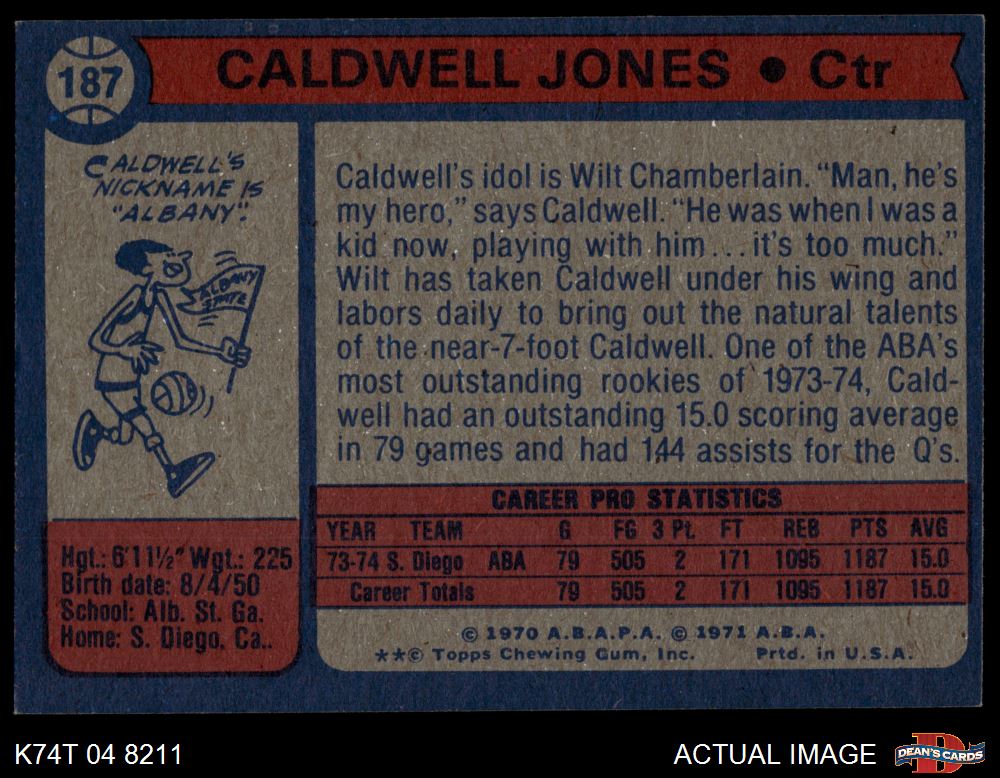 187
CALDWELL JONES • Ctr
CALDWELL'S
NICKNAME IS
"ALBANY".
ALBANY
STATE
Caldwell's idol is Wilt Chamberlain. "Man, he's
my hero," says Caldwell. "He was when I was a
kid now, playing with him...it's too much."
Wilt has taken Caldwell under his wing and
labors daily to bring out the natural talents
of the near-7-foot Caldwell. One of the ABA's
most outstanding rookies of 1973-74, Cald-
well had an outstanding 15.0 scoring average
in 79 games and had 144 assists for the Q's.
Hgt.: 6'11½" Wgt.: 225
Birth date: 8/4/50
School: Alb. St. Ga.
Home: S. Diego, Ca..
CAREER PRO STATISTICS
YEAR TEAM G FG 3 Pt. FT REB PTS AVG
73-74 S. Diego ABA 79 505 2 171 1095 1187 15.0
Career Totals 79 505 2 171 1095 1187 15.0
© 1970 A.B.A.P.A. © 1971 A.B.A.
**© Topps Chewing Gum, Inc. Prtd. in U.S.A.
K74T 04 8211
ACTUAL IMAGE
DEAN'S CARDS